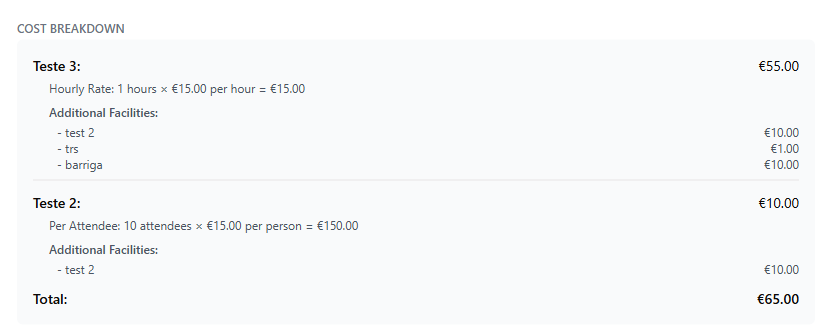 COST BREAKDOWN
Teste 3: €55.00
Hourly Rate: 1 hours × €15.00 per hour = €15.00
Additional Facilities:
- test 2 €10.00
- trs €1.00
- barriga €10.00
Teste 2: €10.00
Per Attendee: 10 attendees × €15.00 per person = €150.00
Additional Facilities:
- test 2 €10.00
Total: €65.00